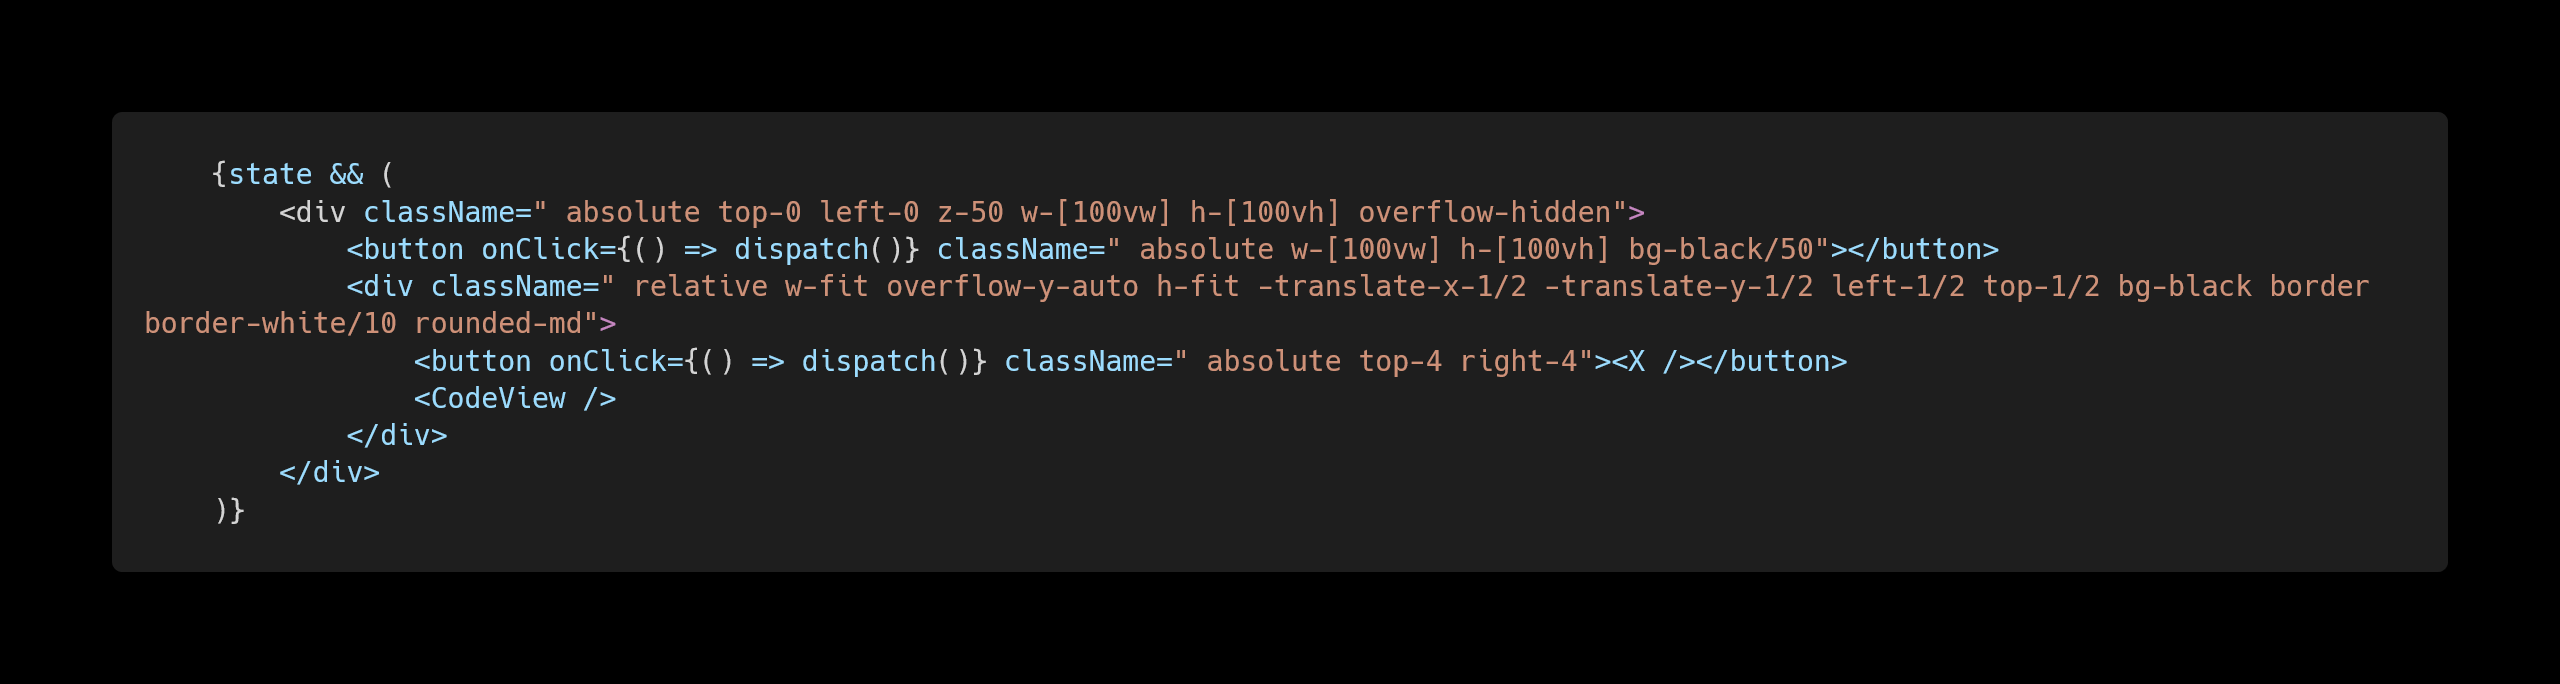 {state && (
<div className=" absolute top-0 left-0 z-50 w-[100vw] h-[100vh] overflow-hidden">
<button onClick={() => dispatch()} className=" absolute w-[100vw] h-[100vh] bg-black/50"></button>
<div className=" relative w-fit overflow-y-auto h-fit -translate-x-1/2 -translate-y-1/2 left-1/2 top-1/2 bg-black border
border-white/10 rounded-md">
<button onClick={() => dispatch()} className=" absolute top-4 right-4"><X /></button>
<CodeView />
</div>
</div>
)}